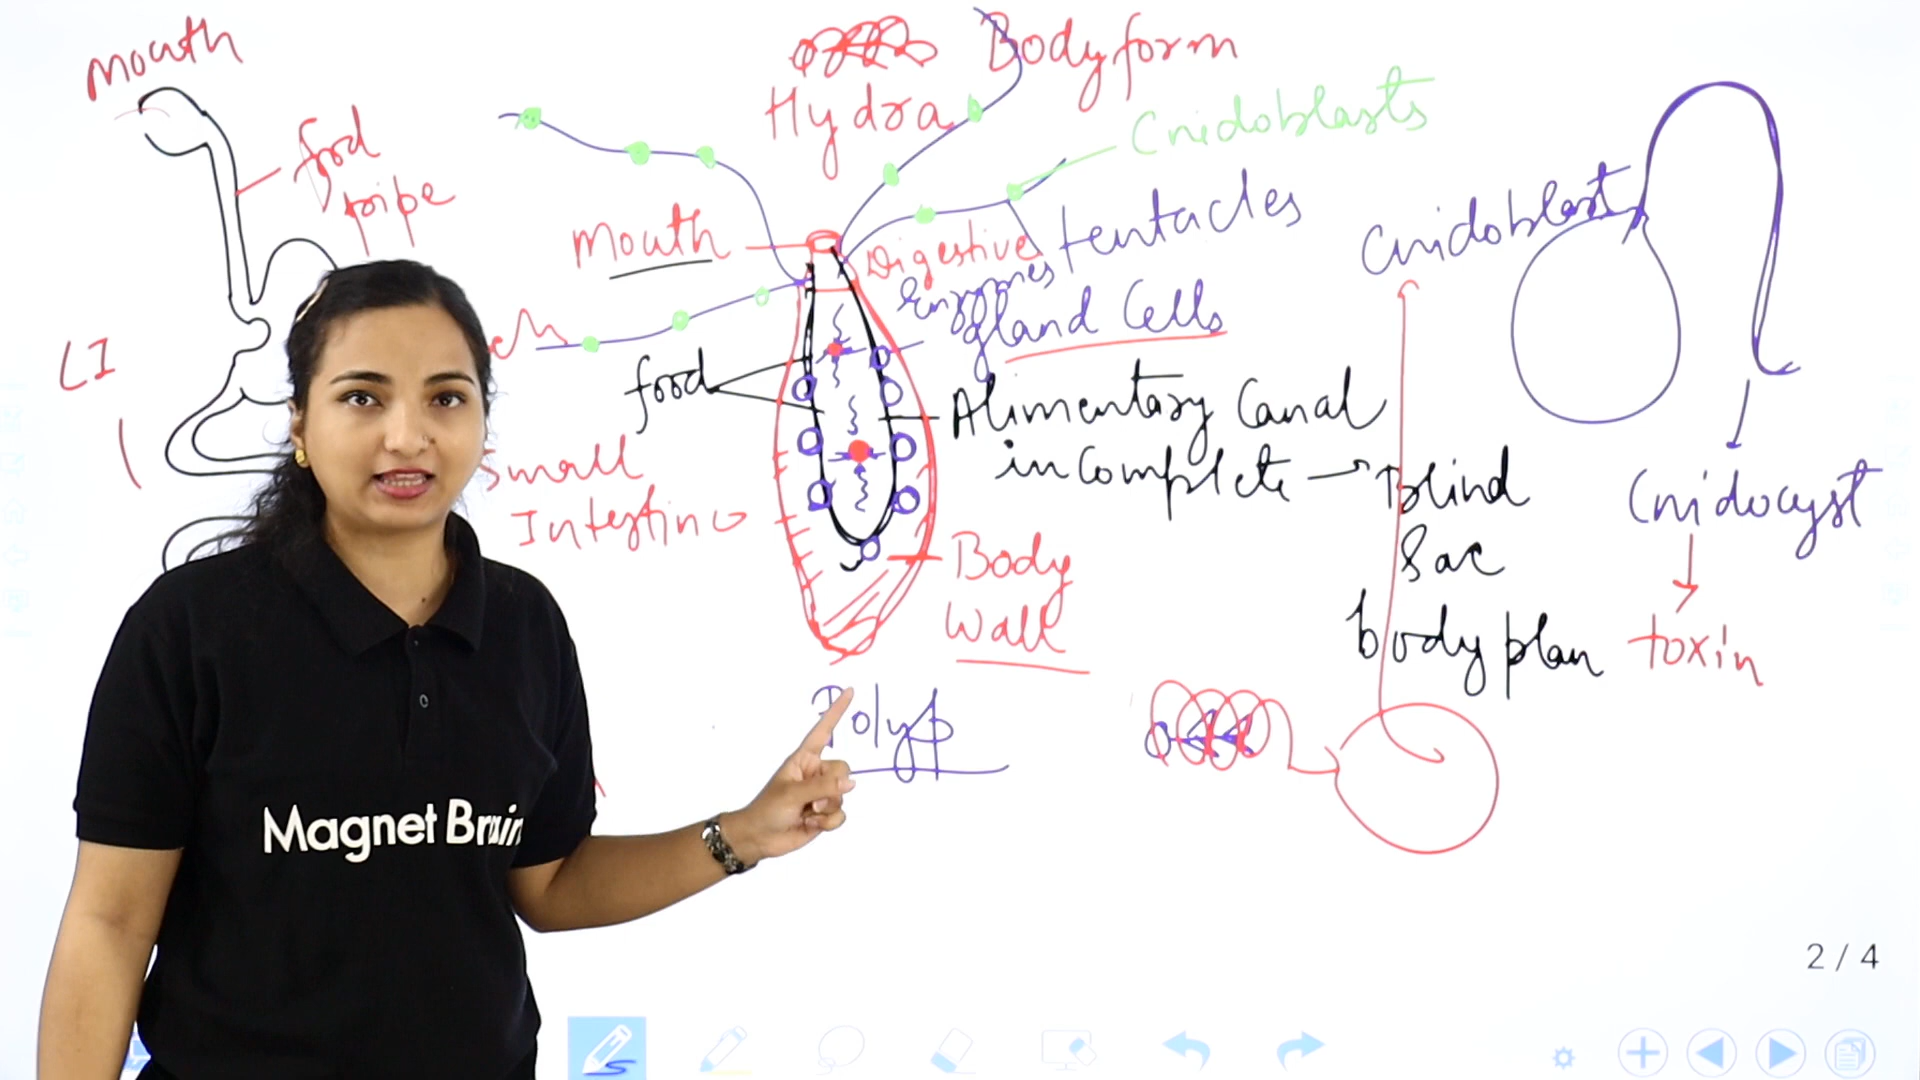 Mouth
food
pipe
LI
Small
Intestine
Body form
Hydra
Cnidoblasts
Mouth
Digestive
Enzymes
tentacles
gland Cells
food
Alimentary Canal
incomplete → Blind
Sac
body plan
Body
Wall
Polyp
Cnidoblast
Cnidocyst
toxin
Magnet Brain
2 / 4